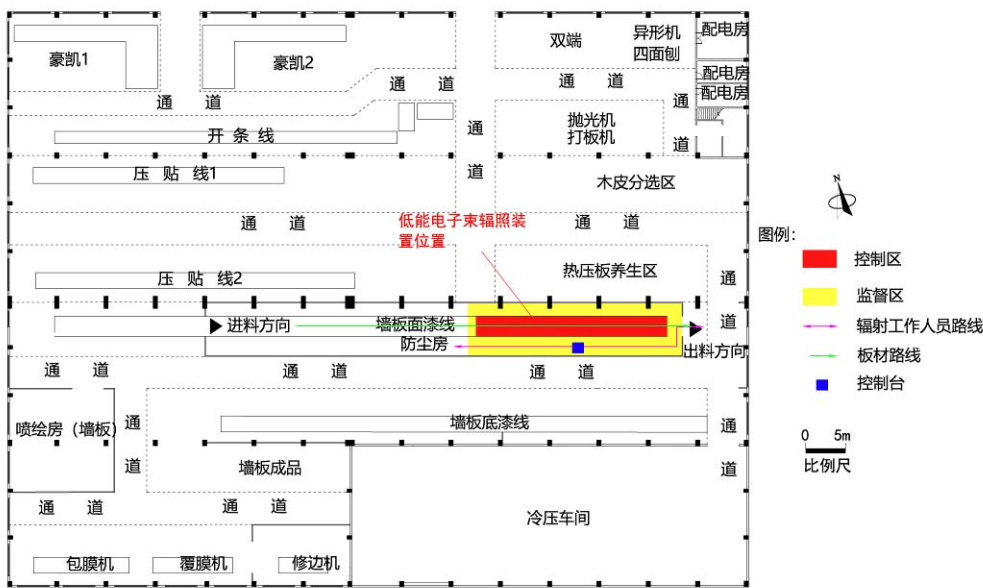 豪凯1
豪凯2
双端
异形机
四面刨
配电房
配电房
配电房
通 道
通 道
通 道
开 条 线
通
道
抛光机
打板机
通
道
压 贴 线1
木皮分选区
通 道
低能电子束辐照装
置位置
通 道
压 贴 线2
热压板养生区
通
道
进料方向
墙板面漆线
防尘房
出料方向
通 道
通 道
通 道
喷绘房（墙板）
通
道
墙板底漆线
通
道
墙板成品
通 道
通 道
冷压车间
包膜机
覆膜机
修边机
N
图例：
控制区
监督区
辐射工作人员路线
板材路线
控制台
0 5m
比例尺